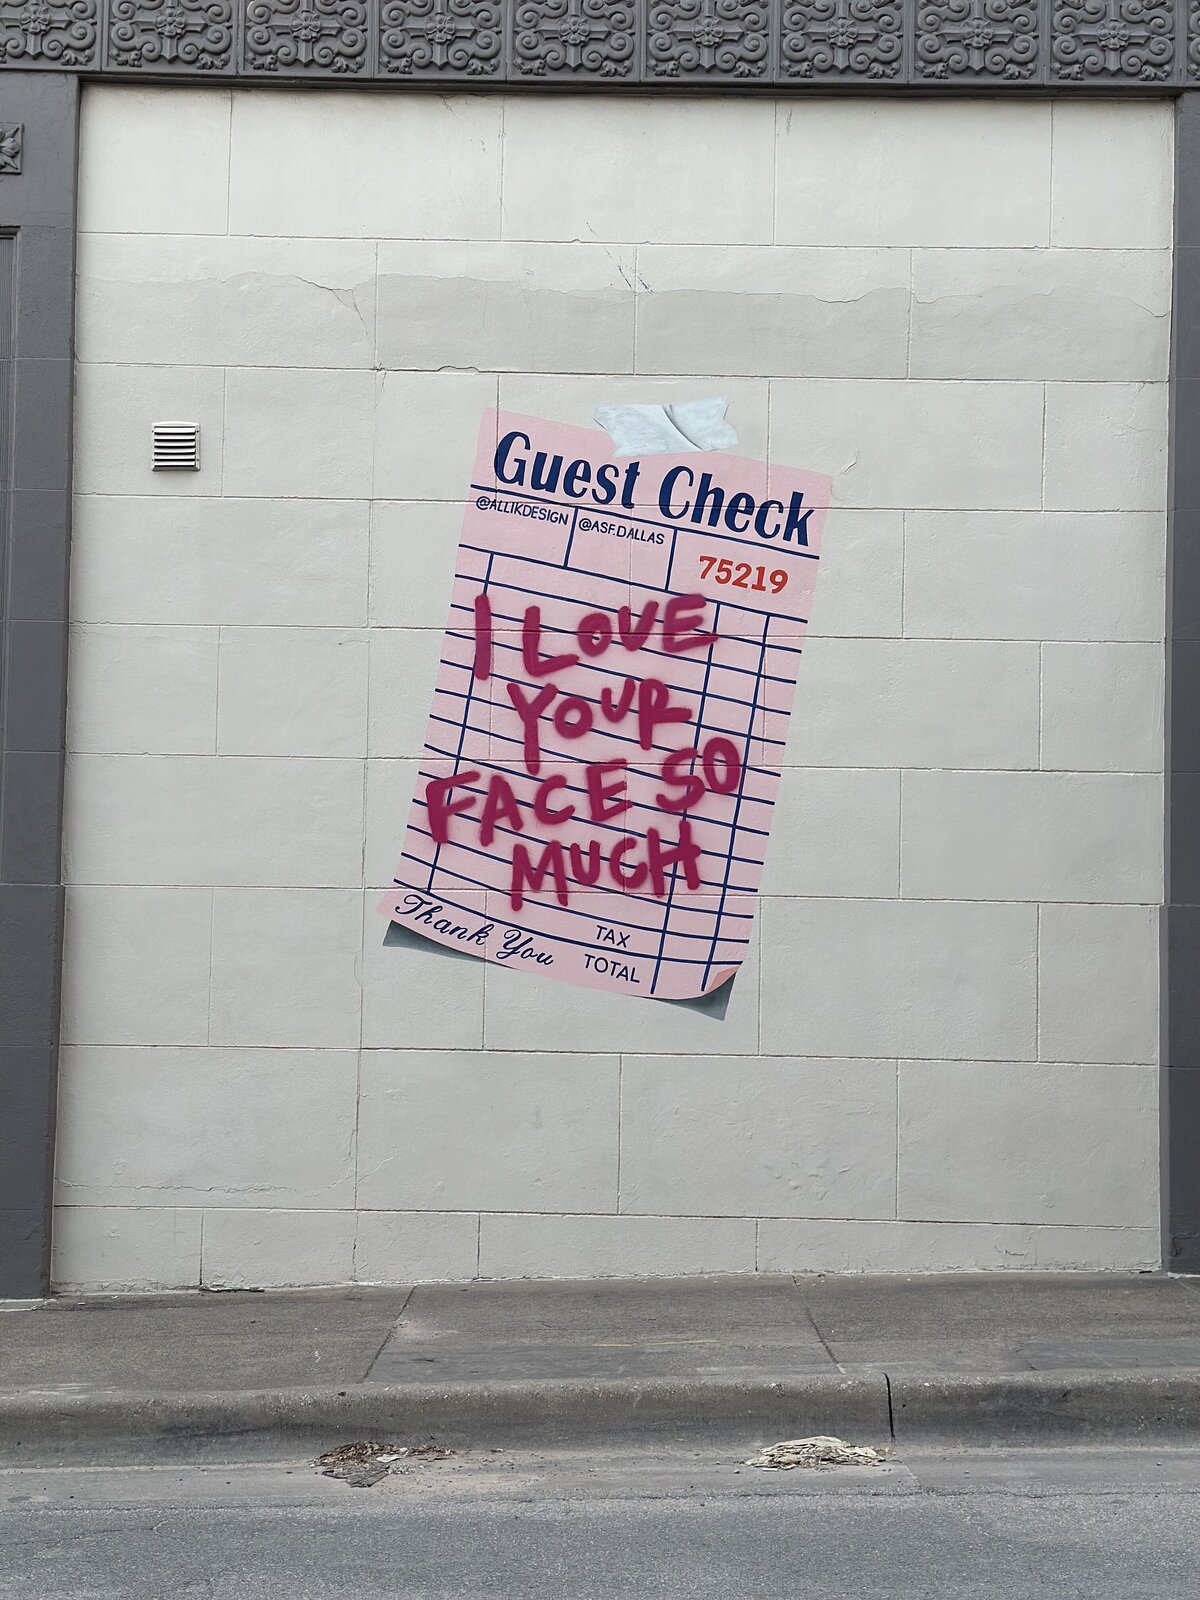 Guest Check
@ALLIKDESIGN
@ASF.DALLAS
75219
I LOVE
YOUR
FACE SO
MUCH
TAX
Thank You TOTAL